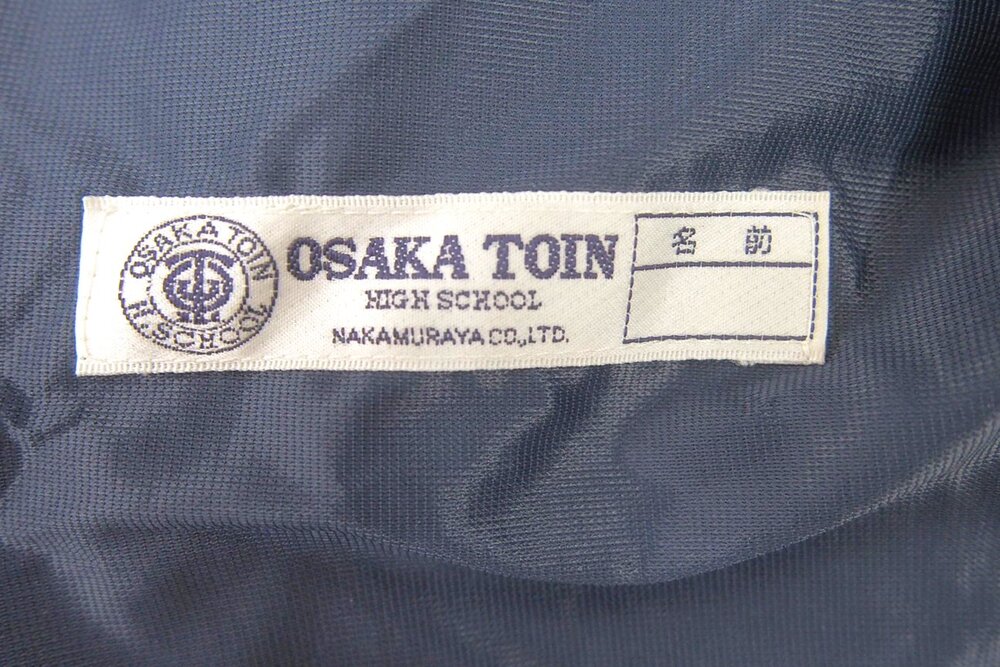 OSAKA TOIN
H.SCHOOL
OSAKA TOIN
HIGH SCHOOL
NAKAMURAYA CO.,LTD.
名 前